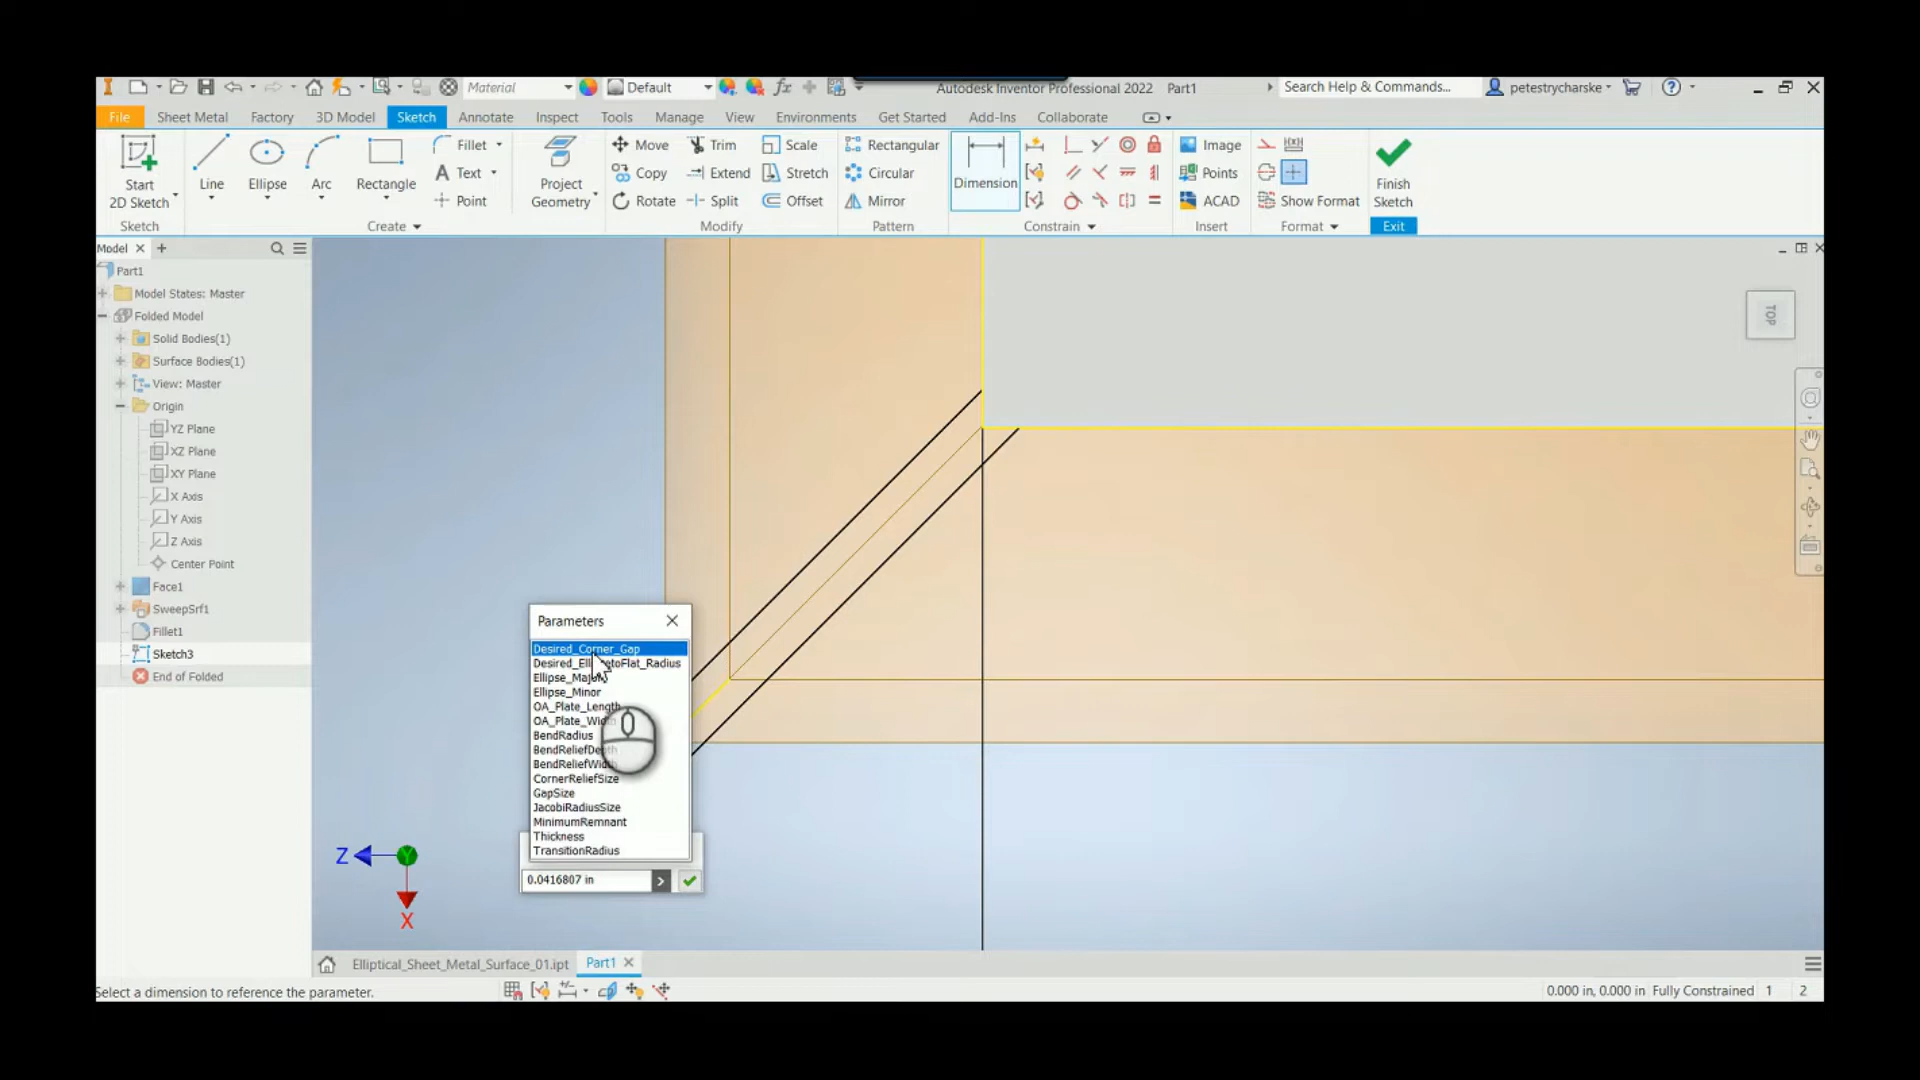 Material
Default
Autodesk Inventor Professional 2022 Part1
Search Help & Commands...
petestrycharske
File Sheet Metal Factory 3D Model Sketch Annotate Inspect Tools Manage View Environments Get Started Add-Ins Collaborate
Start
2D Sketch
Line
Ellipse
Arc
Rectangle
Fillet
Text
Point
Project
Geometry
Move
Copy
Rotate
Trim
Extend
Split
Scale
Stretch
Offset
Rectangular
Circular
Mirror
Dimension
Image
Points
ACAD
Show Format
Finish
Sketch
Sketch
Create
Modify
Pattern
Constrain
Insert
Format
Exit
Model
Part1
Model States: Master
Folded Model
Solid Bodies(1)
Surface Bodies(1)
View: Master
Origin
YZ Plane
XZ Plane
XY Plane
X Axis
Y Axis
Z Axis
Center Point
Face1
SweepSrf1
Fillet1
Sketch3
End of Folded
TOP
Parameters
Desired_Corner_Gap
Ellipse_Minor
OA_Plate_Length
BendRadius
CornerReliefSize
GapSize
JacobiRadiusSize
MinimumRemnant
Thickness
TransitionRadius
0.0416807 in
Z
Y
X
Elliptical_Sheet_Metal_Surface_01.ipt
Part1
Select a dimension to reference the parameter.
0.000 in, 0.000 in Fully Constrained 1 2